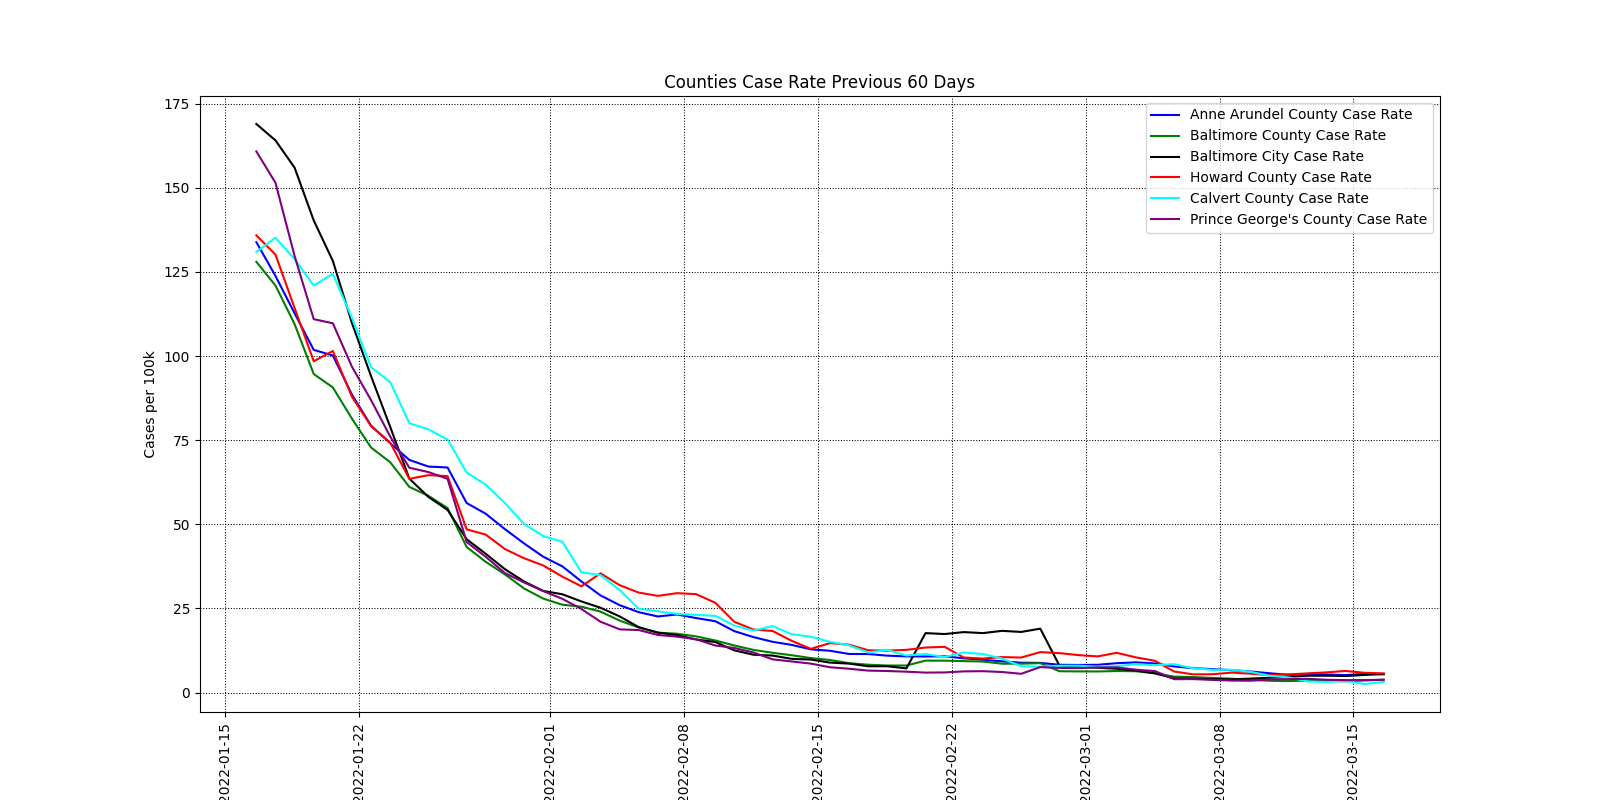 Counties Case Rate Previous 60 Days
Cases per 100k
175
150
125
100
75
50
25
0
Anne Arundel County Case Rate
Baltimore County Case Rate
Baltimore City Case Rate
Howard County Case Rate
Calvert County Case Rate
Prince George's County Case Rate
2022-01-15
2022-01-22
2022-02-01
2022-02-08
2022-02-15
2022-02-22
2022-03-01
2022-03-08
2022-03-15